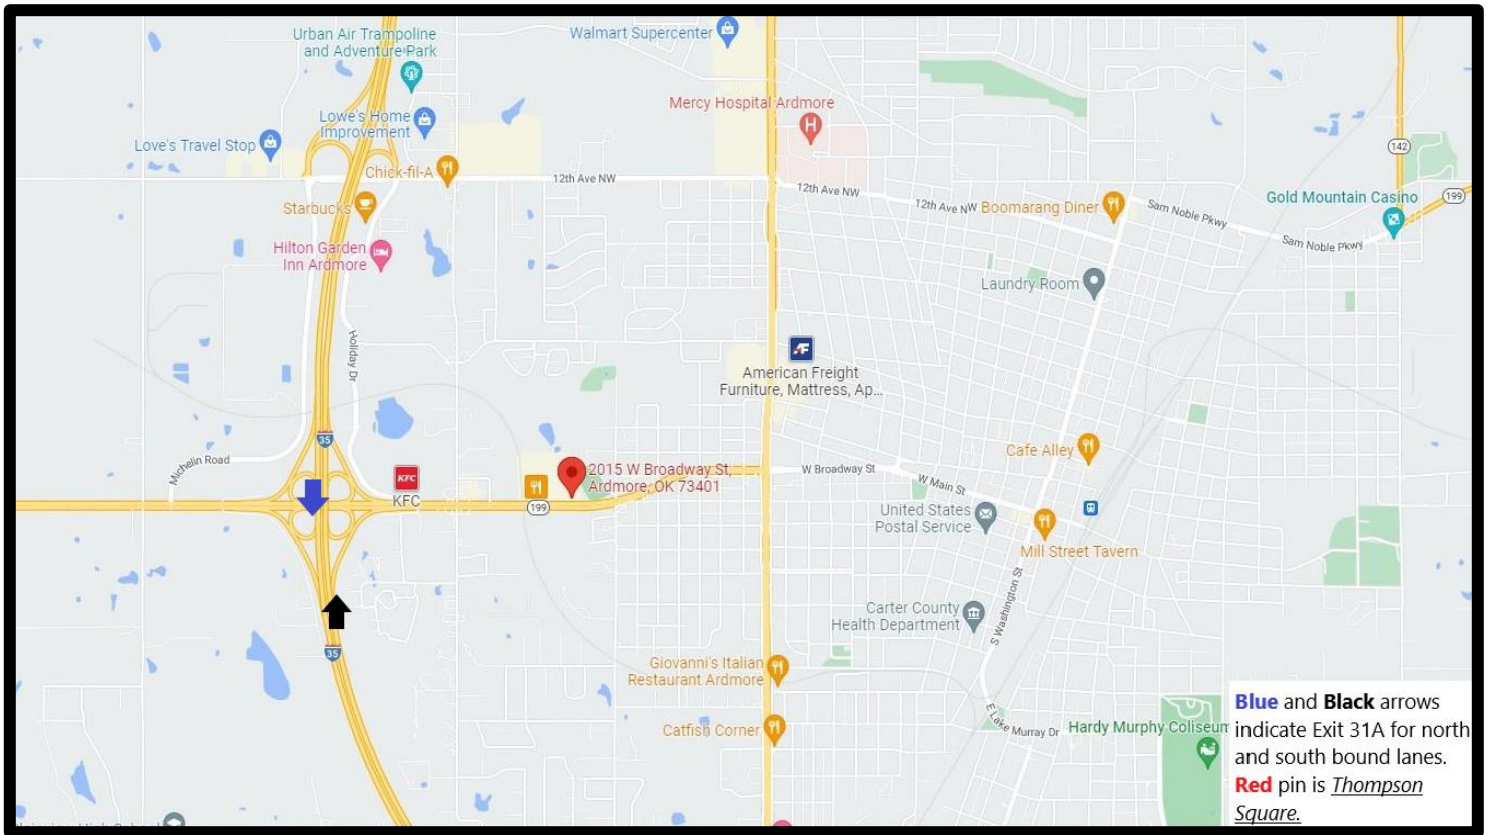 Urban Air Trampoline
and Adventure Park
Walmart Supercenter
Mercy Hospital Ardmore
H
Lowe's Home
Improvement
Love's Travel Stop
Chick-fil-A
12th Ave NW
12th Ave NW
12th Ave NW
Boomarang Diner
Sam Noble Pkwy
Sam Noble Pkwy
142
199
Gold Mountain Casino
Starbucks
Hilton Garden
Inn Ardmore
Laundry Room
Holiday Dr
AF
American Freight
Furniture, Mattress, Ap...
35
Michelin Road
KFC
KFC
2015 W Broadway St,
Ardmore, OK 73401
199
W Broadway St
W Main St
Cafe Alley
United States
Postal Service
Mill Street Tavern
S Washington St
Carter County
Health Department
35
Giovanni's Italian
Restaurant Ardmore
Catfish Corner
E Lake Murray Dr
Hardy Murphy Coliseum
Blue and Black arrows
indicate Exit 31A for north
and south bound lanes.
Red pin is Thompson
Square.